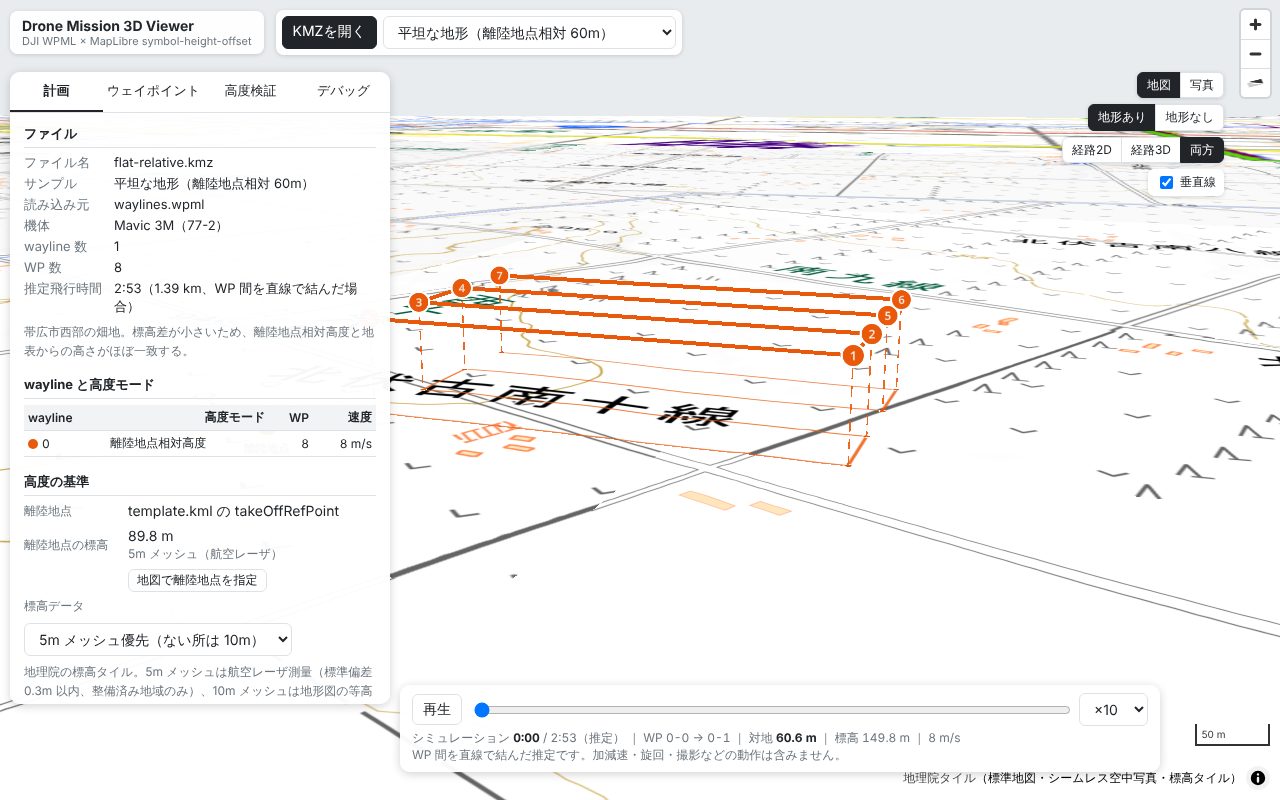 Drone Mission 3D Viewer
DJI WPML × MapLibre symbol-height-offset
KMZを開く
平坦な地形（離陸地点相対 60m）
計画
ウェイポイント
高度検証
デバッグ
ファイル
ファイル名 flat-relative.kmz
サンプル 平坦な地形（離陸地点相対 60m）
読み込み元 waylines.wpml
機体 Mavic 3M（77-2）
wayline 数 1
WP 数 8
推定飛行時間 2:53（1.39 km、WP 間を直線で結んだ場
合）
帯広市西部の畑地。標高差が小さいため、離陸地点相対高度と地
表からの高さがほぼ一致する。
wayline と高度モード
wayline 高度モード WP 速度
0 離陸地点相対高度 8 8 m/s
高度の基準
離陸地点 template.kml の takeOffRefPoint
離陸地点の標高 89.8 m
5m メッシュ（航空レーザ）
地図で離陸地点を指定
標高データ
5m メッシュ優先（ない所は 10m）
地理院の標高タイル。5m メッシュは航空レーザ測量（標準偏差
0.3m 以内、整備済み地域のみ）、10m メッシュは地形図の等高
地図
写真
地形あり
地形なし
経路2D
経路3D
両方
垂直線
南九線
7
4
3
6
5
2
1
古南十線
再生
×10
シミュレーション 0:00 / 2:53（推定） | WP 0-0 → 0-1 | 対地 60.6 m | 標高 149.8 m | 8 m/s
WP 間を直線で結んだ推定です。加減速・旋回・撮影などの動作は含みません。
50 m
地理院タイル（標準地図・シームレス空中写真・標高タイル）